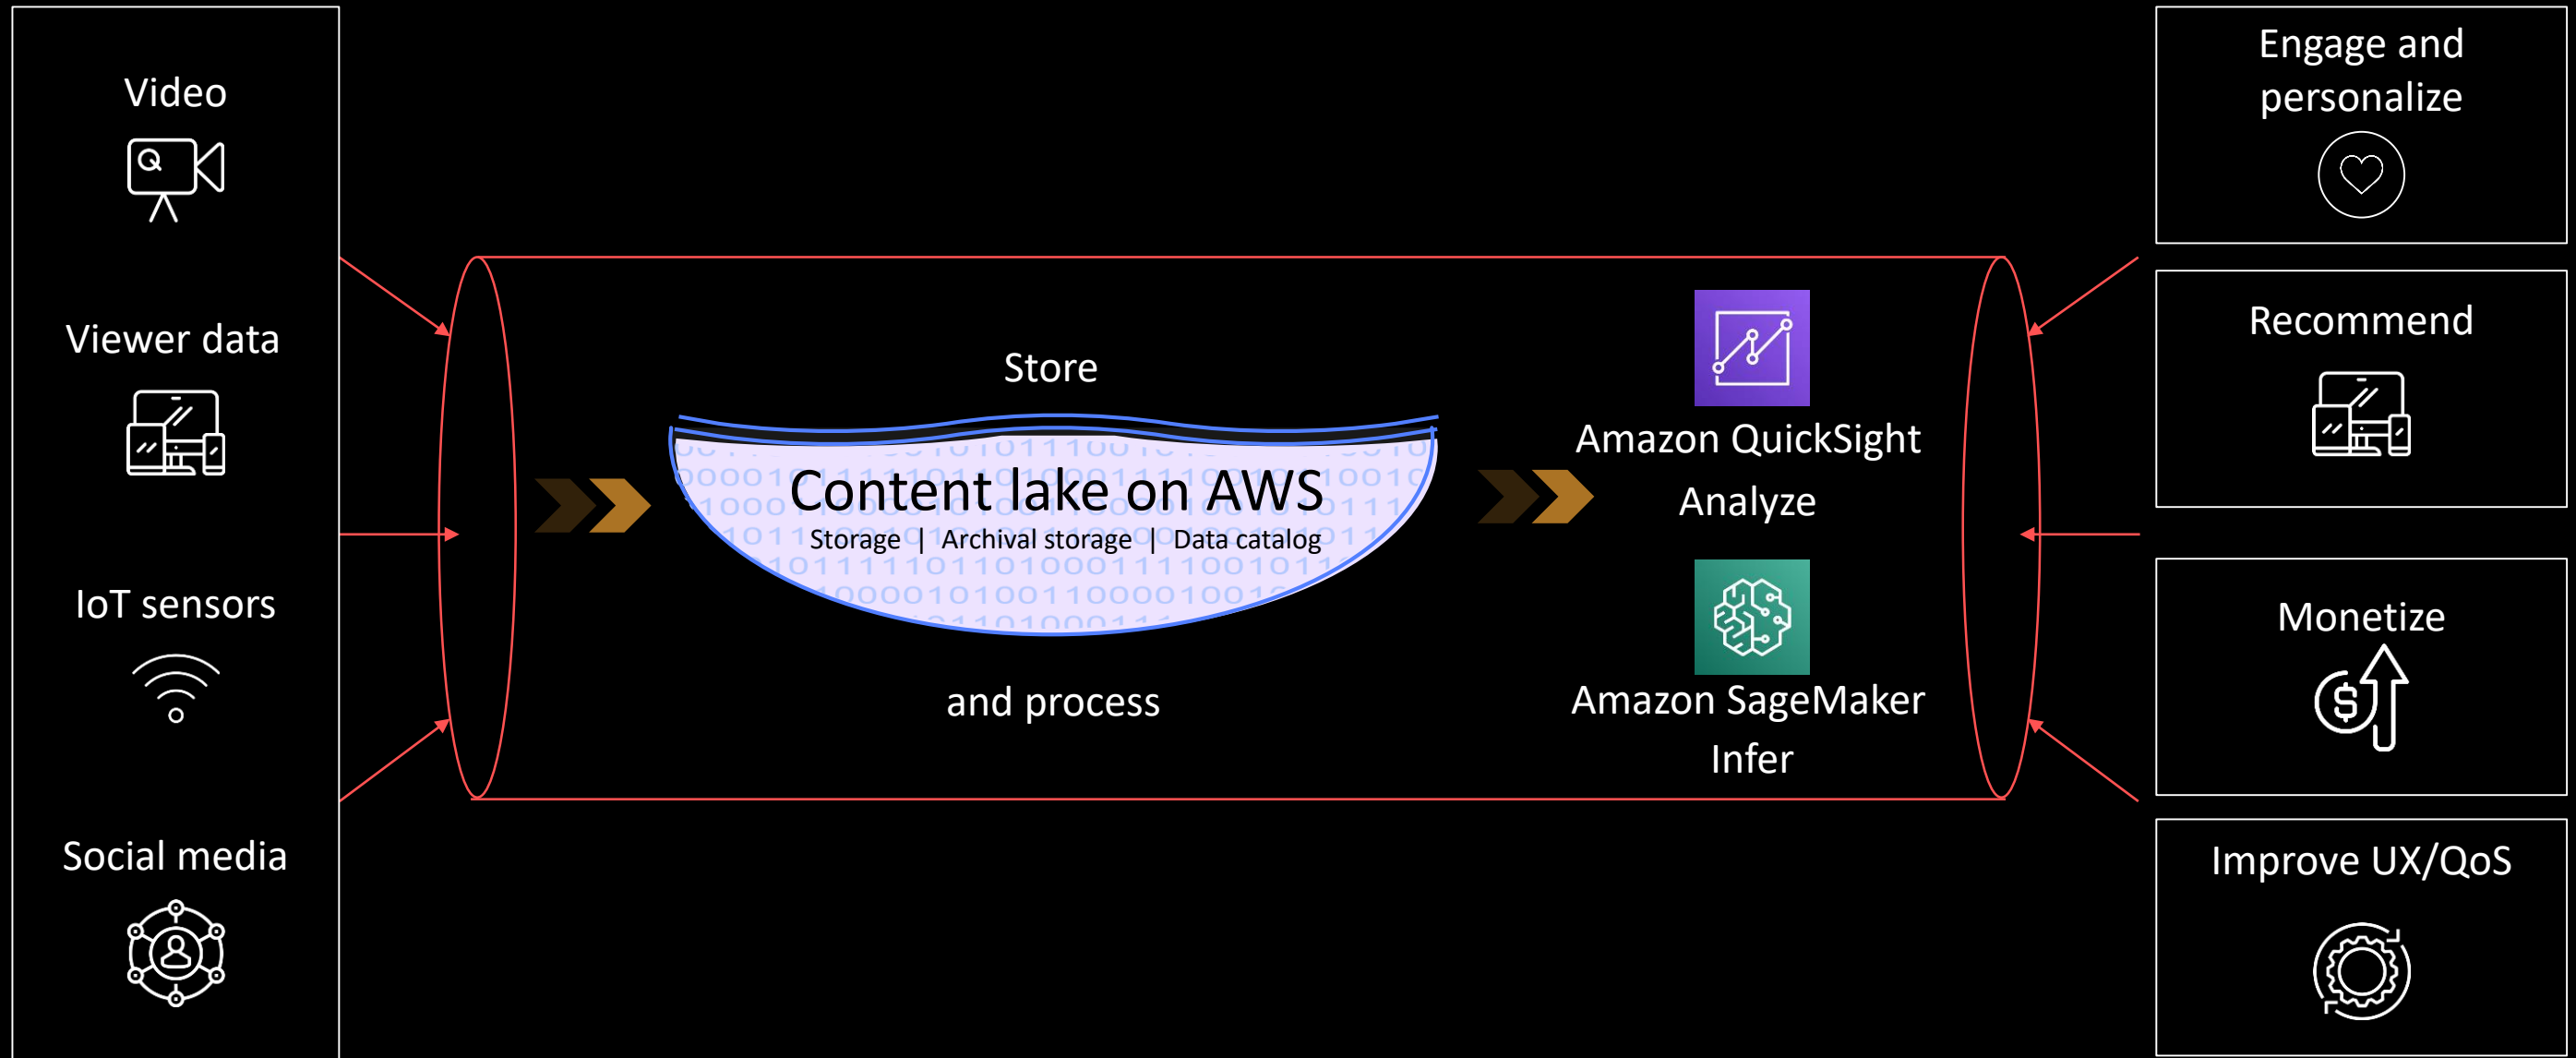 Video
Viewer data
IoT sensors
Social media
Store
Content lake on AWS
Storage | Archival storage | Data catalog
and process
Amazon QuickSight
Analyze
Amazon SageMaker
Infer
Engage and
personalize
Recommend
Monetize
$
Improve UX/QoS